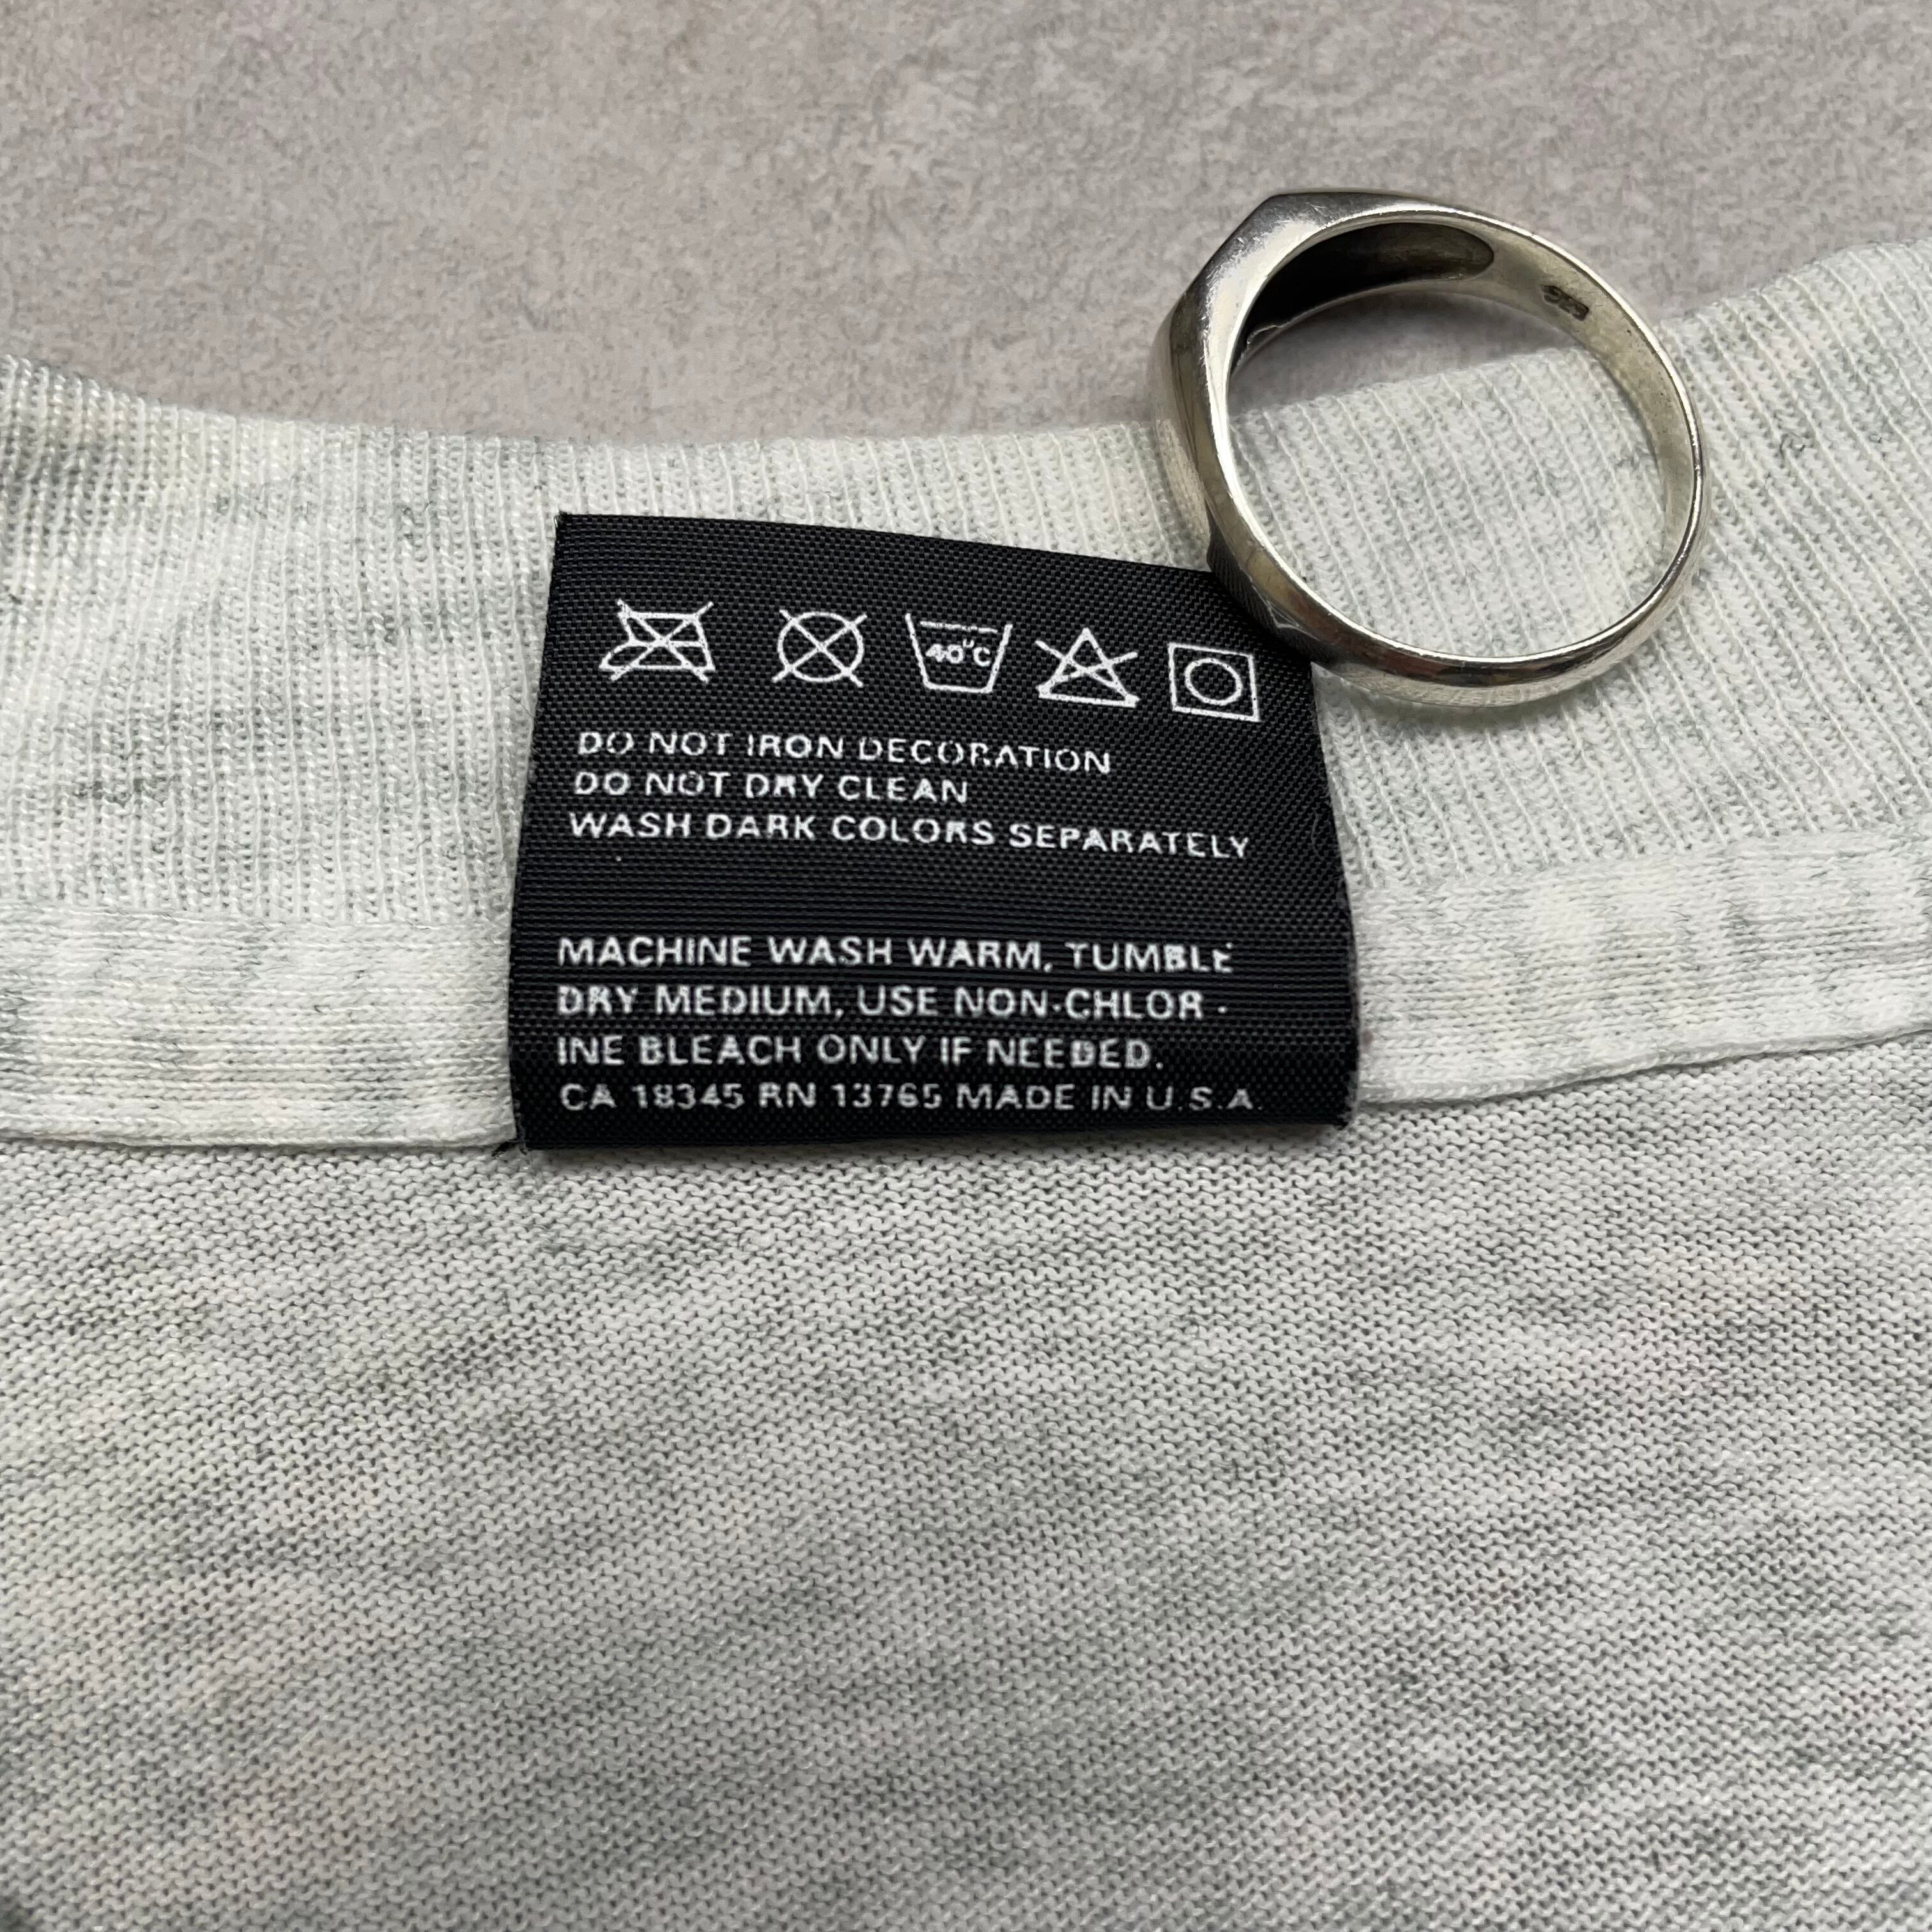 40°C
DO NOT IRON DECORATION
DO NOT DRY CLEAN
WASH DARK COLORS SEPARATELY
MACHINE WASH WARM, TUMBLE
DRY MEDIUM, USE NON-CHLOR-
INE BLEACH ONLY IF NEEDED.
CA 18345 RN 13765 MADE IN U.S.A.